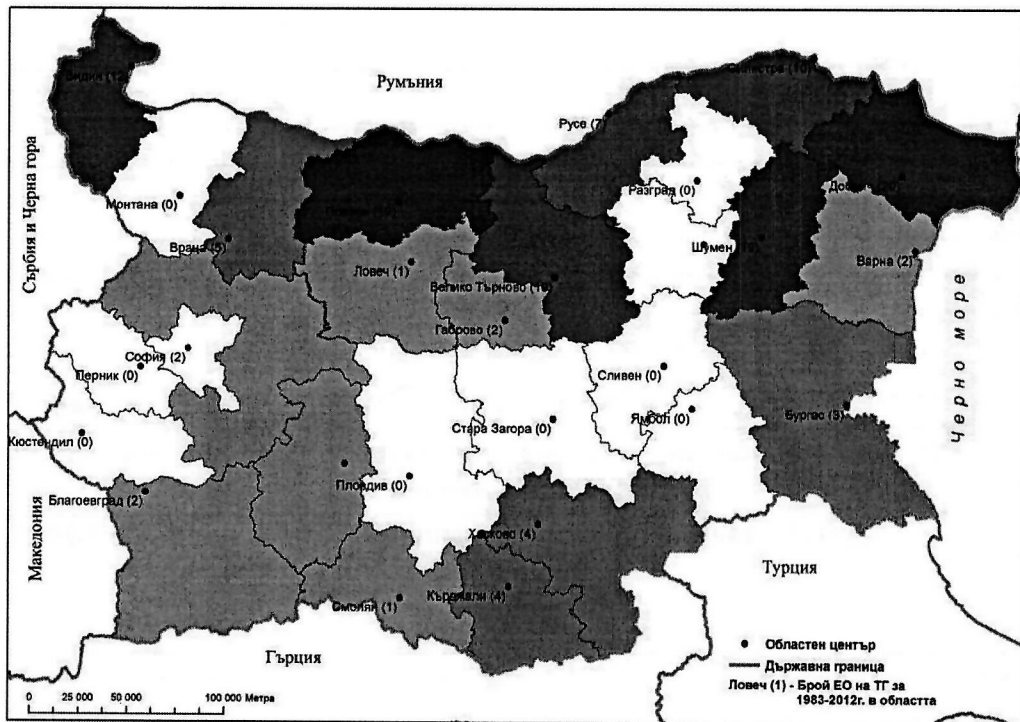 Румъния
Видин (12)
Русе (7)
Монтана (0)
Разград (0)
Враца (5)
Шумен
Ловеч (1)
Варна (2)
Велико Търново
Габрово (2)
София (2)
Перник (0)
Сливен (0)
Ямбол (0)
Бургас (3)
Кюстендил (0)
Стара Загора (0)
Пловдив (0)
Благоевград (2)
Хасково (4)
Кърджали (4)
Смолян (1)
Сърбия и Черна гора
Македония
Черно море
Турция
Гърция
Областен център
Държавна граница
Ловеч (1) - Брой ЕО на ТГ за
1983-2012г. в областта
0 25 000 50 000 100 000 Метра